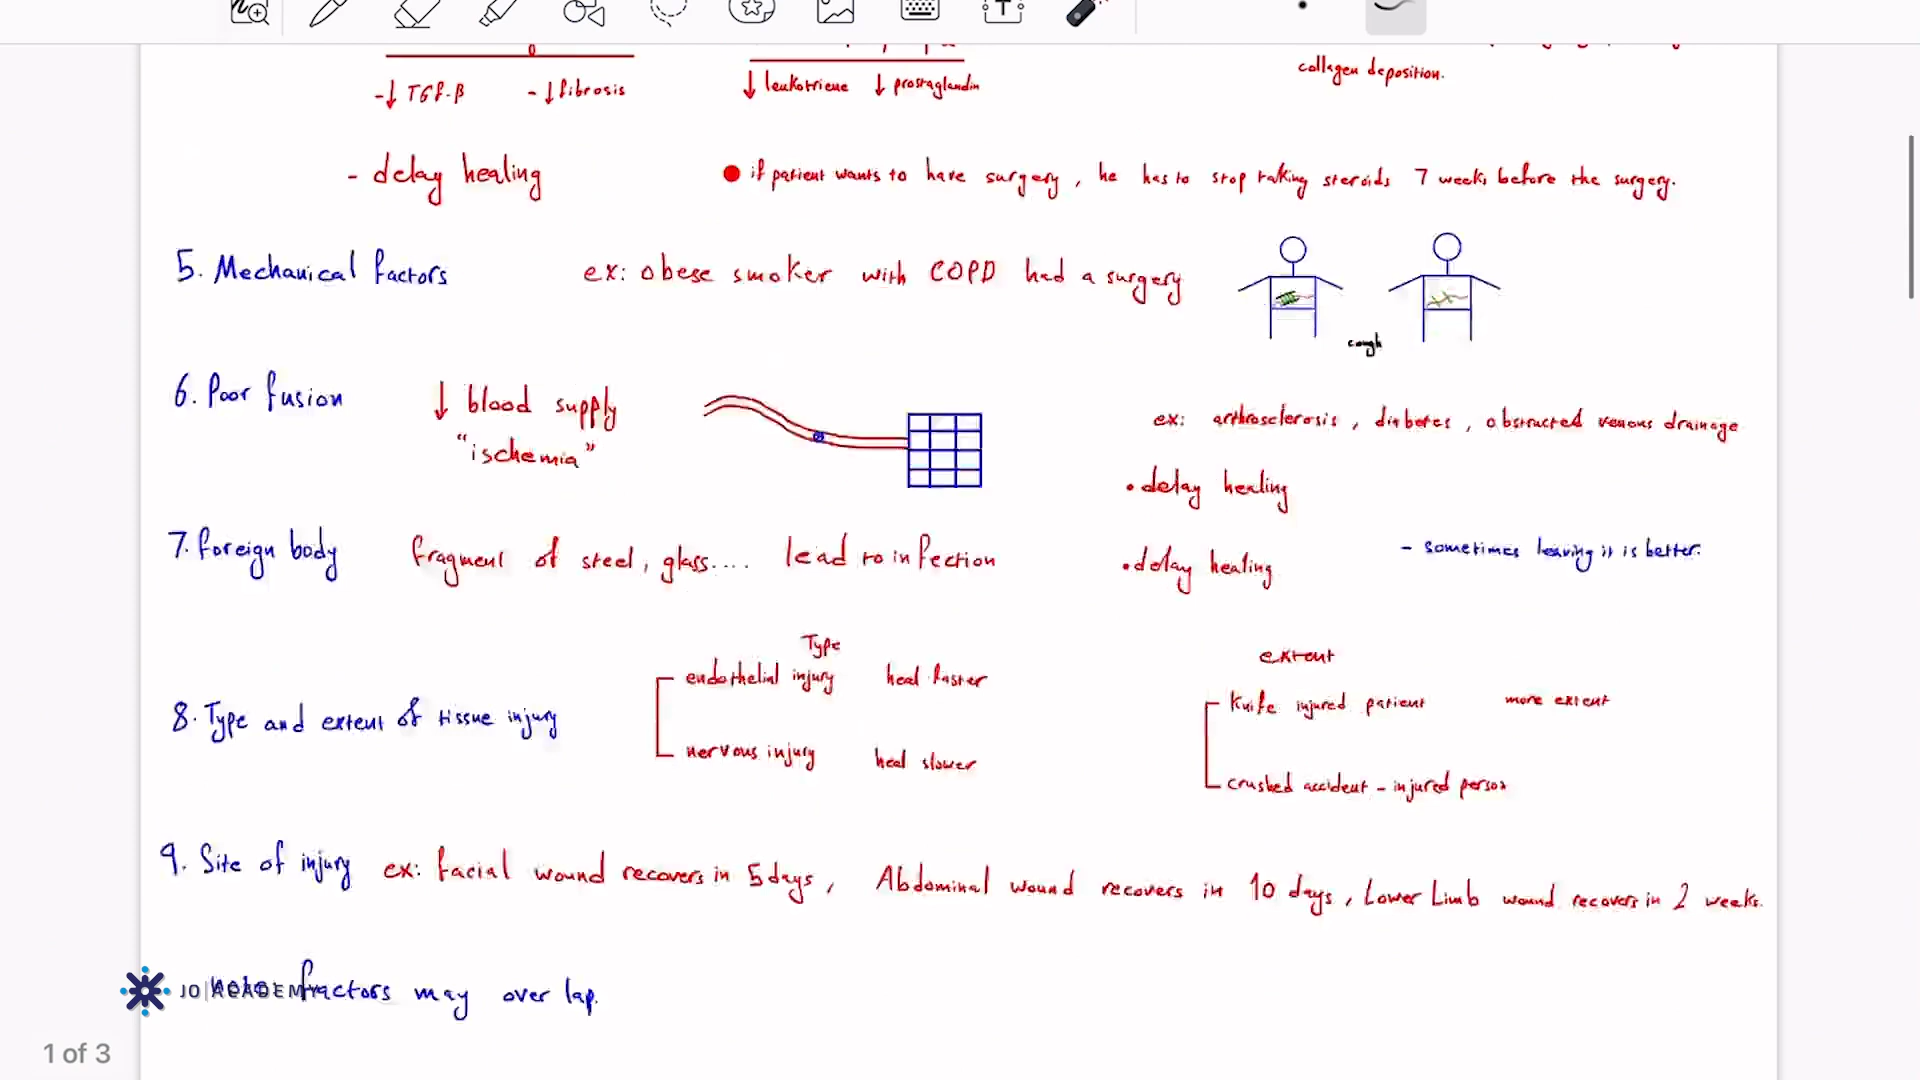 collagen deposition.
-↓ TGF-β -↓ fibrosis ↓ leukotriene ↓ prostaglandin
- delay healing ● if patient wants to have surgery, he has to stop taking steroids 7 weeks before the surgery.
5. Mechanical factors ex: obese smoker with COPD had a surgery
cough
6. Poor fusion ↓ blood supply ex: arthrosclerosis, diabetes, obstructed venous drainage
"ischemia" • delay healing
7. foreign body fragment of steel, glass.... lead to infection • delay healing - sometimes leaving it is better.
Type extent
endothelial injury heal faster Knife injured patient more extent
8. Type and extent of tissue injury
nervous injury heal slower crushed accident - injured person
9. Site of injury ex: facial wound recovers in 5 days, Abdominal wound recovers in 10 days, Lower Limb wound recovers in 2 weeks.
JO ACADEMY
factors may over lap.
1 of 3